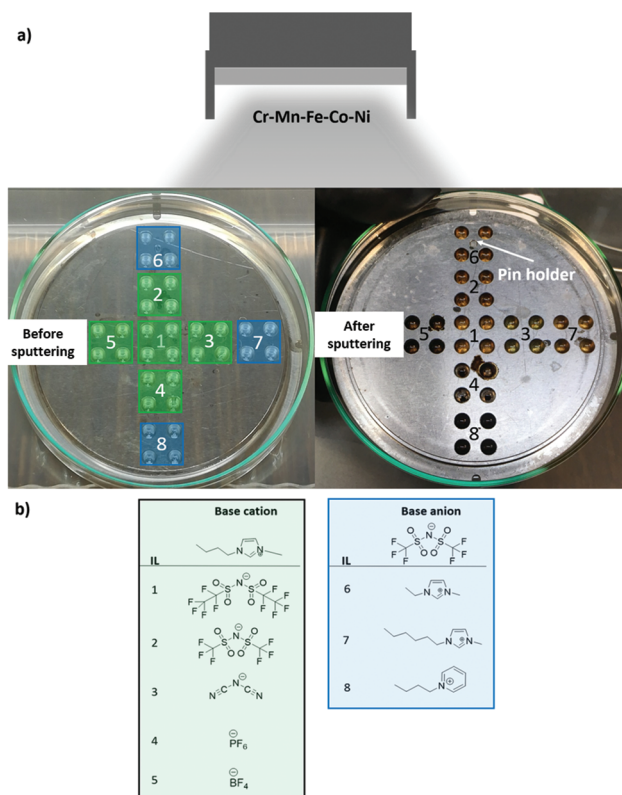 a)
Cr-Mn-Fe-Co-Ni
6
2
5
1
3
7
4
8
Before
sputtering
6
Pin holder
2
5
1
3
7
4
8
After
sputtering
b)
Base cation
N N
IL
1
O N O
F F S S F F
F F F O O F F F
2
O N O
F S S F
F F O O F F
3
N C N C N
4
PF6
5
BF4
Base anion
O N O
F S S F
F F O O F F
IL
6
N N
7
N N
8
N